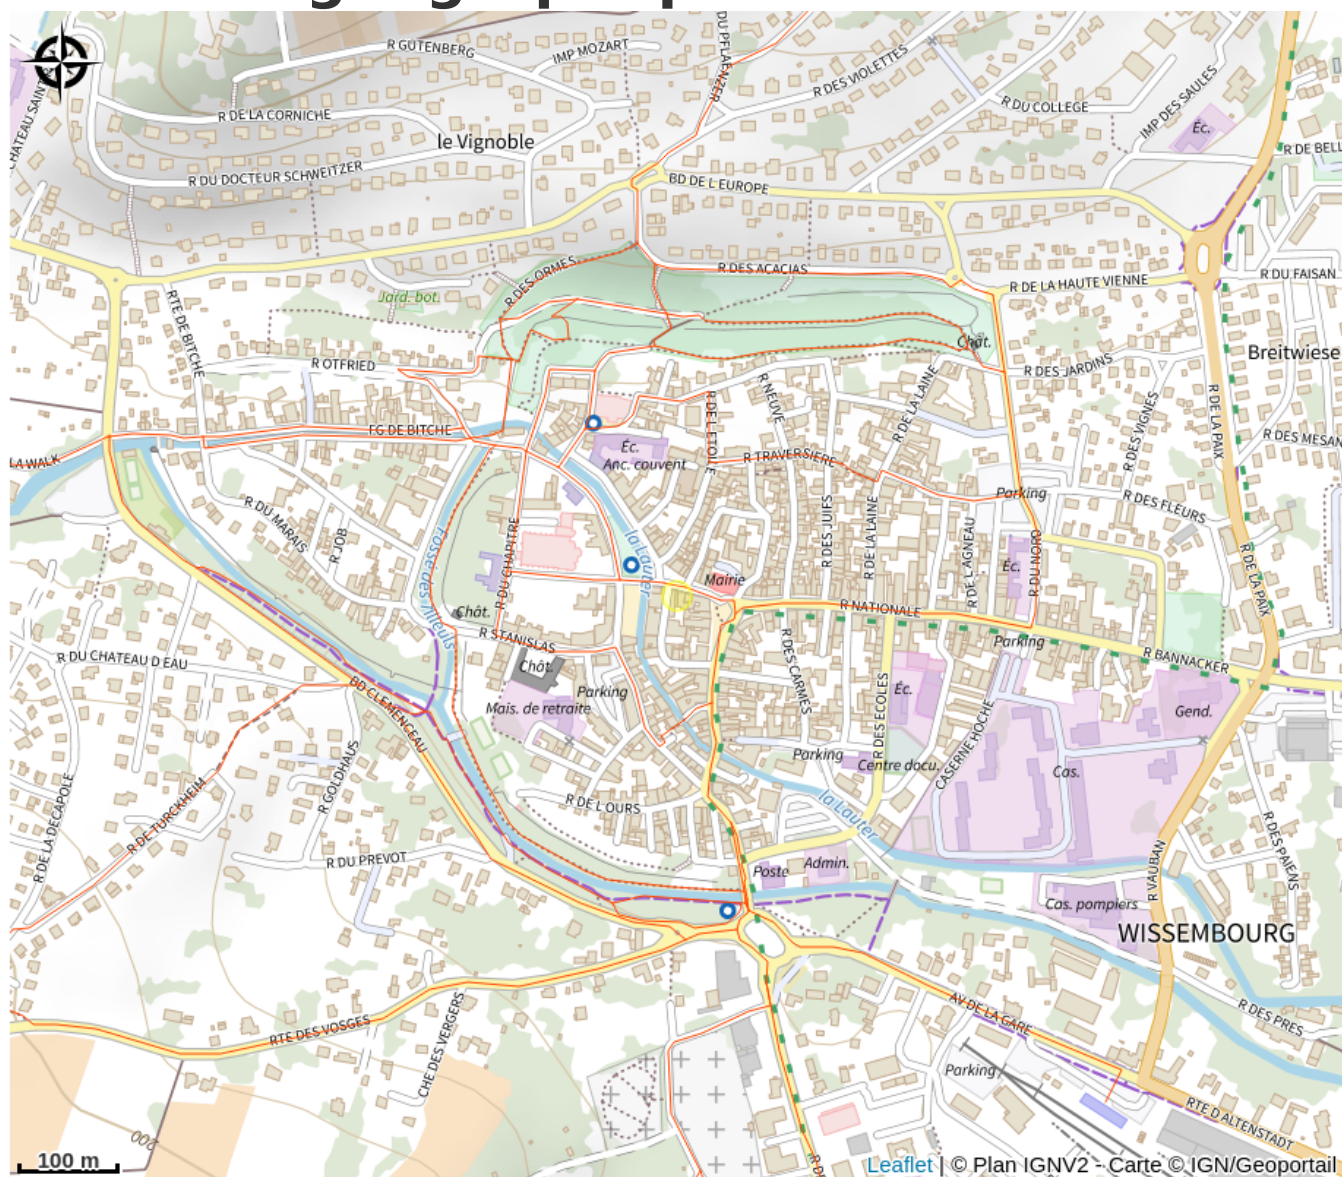 R GUTENBERG
IMP MOZART
DU PFLAENZER
R DES VIOLETTES
R DU COLLEGE
IMP DES SAULES
Éc.
R DE LA CORNICHE
le Vignoble
R DU DOCTEUR SCHWEITZER
BD DE L'EUROPE
R DE BELL
CHATEAU SAINT
R DES ORMES
R DES ACACIAS
R DE LA HAUTE VIENNE
R DU FAISAN
Jard. bot.
RTE DE BITCHE
Chât.
Breitwiese
R OTFRIED
R DES JARDINS
R NEUVE
R DE LA LAINE
R DE L'ETOILE
R DES VIGNES
R DE LA PAIX
FG DE BITCHE
R DES MESAN
LA WALK
Éc.
Anc. couvent
R TRAVERSIERE
Parking
R DES FLEURS
R DU MARAIS
R JOB
Fossé des Tilleuls
R DU CHAPITRE
la Lauter
R DES JUIFS
R DE LA LAINE
R DE L'AGNEAU
Éc.
R DU NORD
R DE LA PAIX
Mairie
Chât.
R NATIONALE
R STANISLAS
Parking
R BANNACKER
R DU CHATEAU D EAU
Chât.
R DES CARMES
Parking
Mais. de retraite
BD CLEMENCEAU
Éc.
R DES ECOLES
Gend.
R GOLDHAUS
Parking
Centre docu.
CASERNE HOCHE
Cas.
R DE LA DECAPOLE
R DE TURCKHEIM
R DE L'OURS
la Lauter
R DU PREVOT
Poste
Admin.
R VAUBAN
R DES PAIENS
Cas. pompiers
WISSEMBOURG
RTE DES VOSGES
CHE DES VERGERS
AV DE LA GARE
R DES PRES
Parking
RTE D ALTENSTADT
200
100 m
Leaflet | © Plan IGNV2 - Carte © IGN/Geoportail